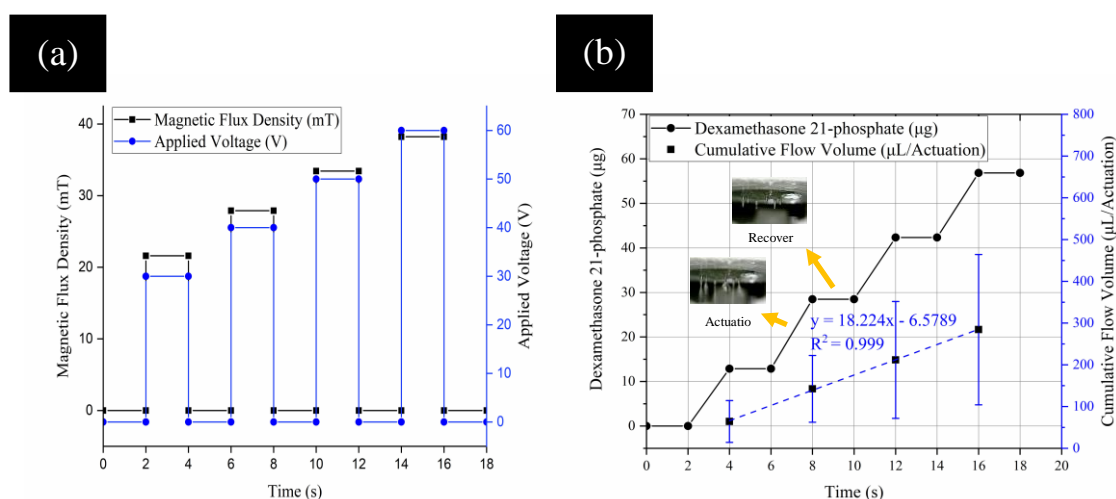 (a)
Magnetic Flux Density (mT)
Applied Voltage (V)
Magnetic Flux Density (mT)
40
30
20
10
0
0 2 4 6 8 10 12 14 16 18
Time (s)
60
50
40
30
20
10
0
Applied Voltage (V)
(b)
Dexamethasone 21-phosphate (μg)
Cumulative Flow Volume (μL/Actuation)
Dexamethasone 21-phosphate (μg)
70
60
50
40
30
20
10
0
Recover
Actuatio
y = 18.224x - 6.5789
R² = 0.999
0 2 4 6 8 10 12 14 16 18 20
Time (s)
800
700
600
500
400
300
200
100
0
Cumulative Flow Volume (μL/Actuation)